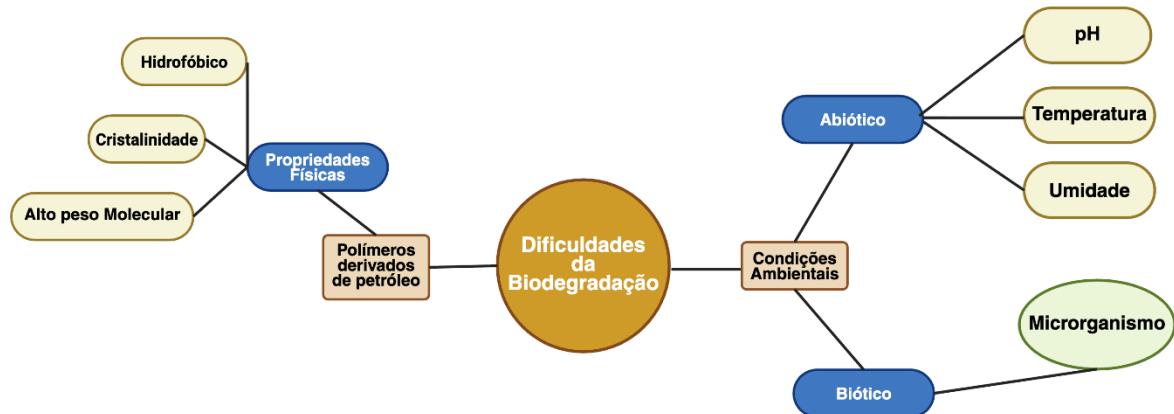 Hidrofóbico
Cristalinidade
Alto peso Molecular
Propriedades
Físicas
Polímeros
derivados
de petróleo
Dificuldades
da
Biodegradação
Condições
Ambientais
Abiótico
pH
Temperatura
Umidade
Biótico
Microrganismo